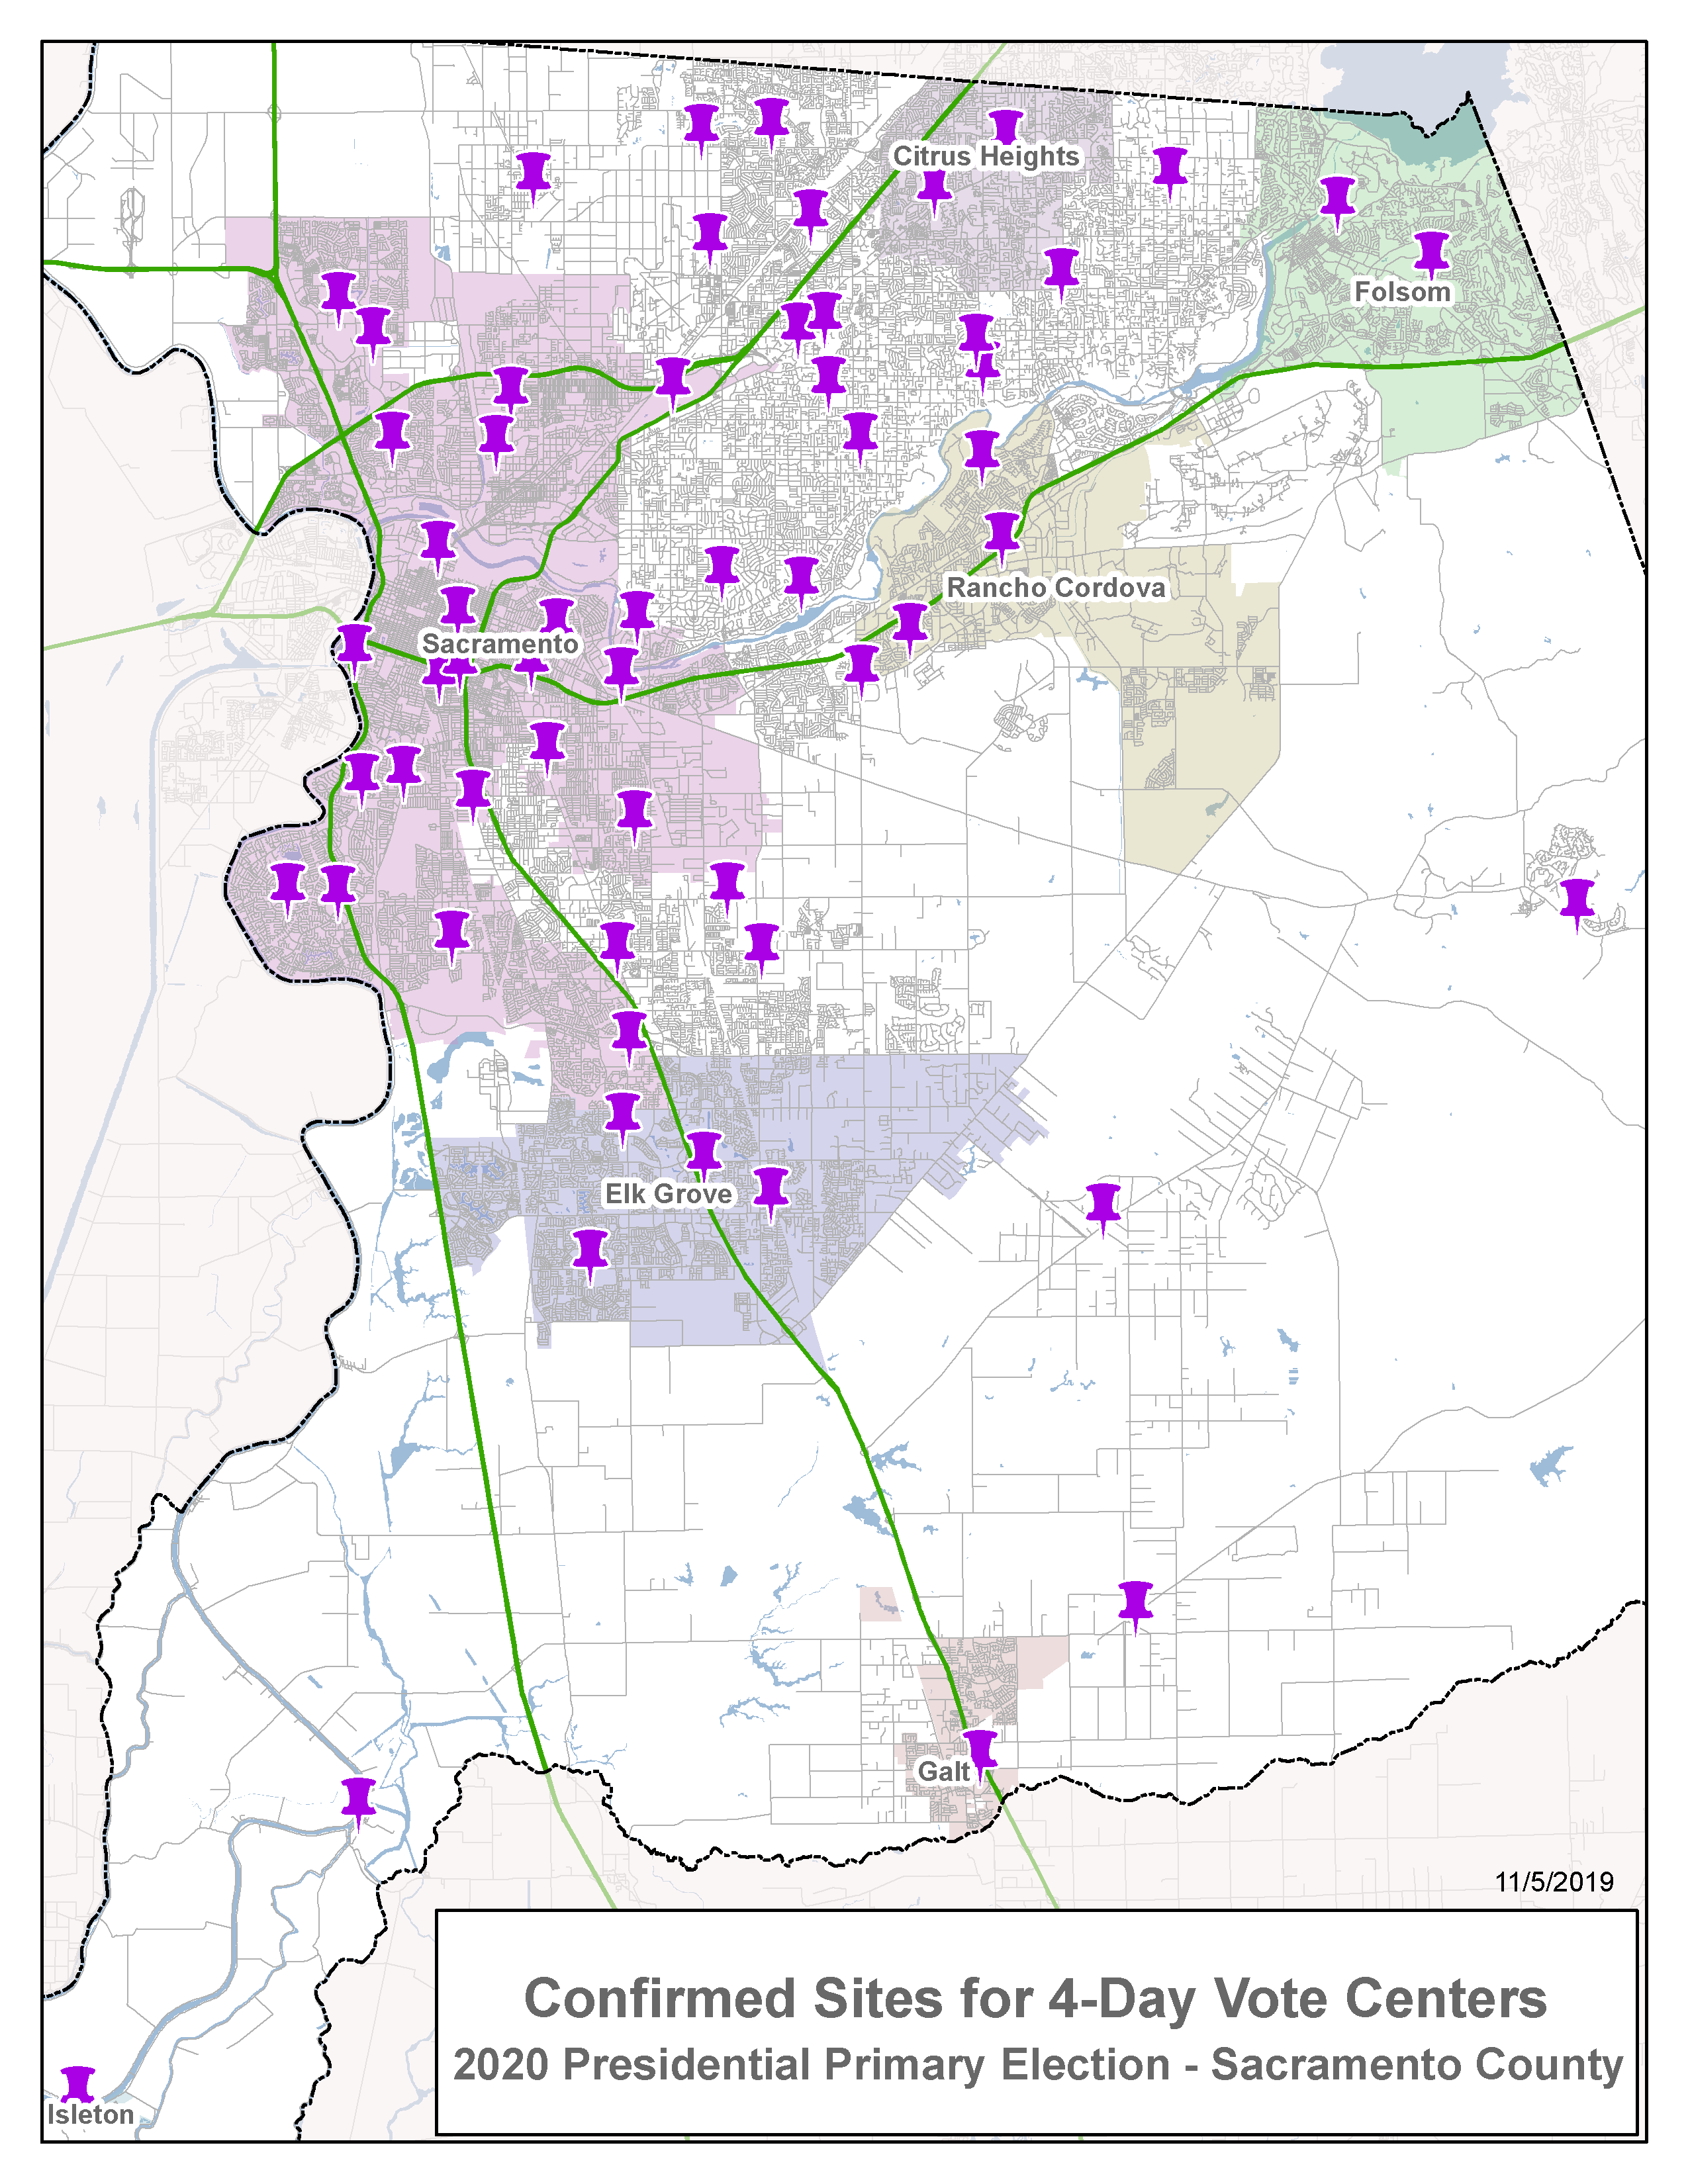 Citrus Heights
Folsom
Rancho Cordova
Sacramento
Elk Grove
Galt
11/5/2019
Confirmed Sites for 4-Day Vote Centers
2020 Presidential Primary Election - Sacramento County
Isleton